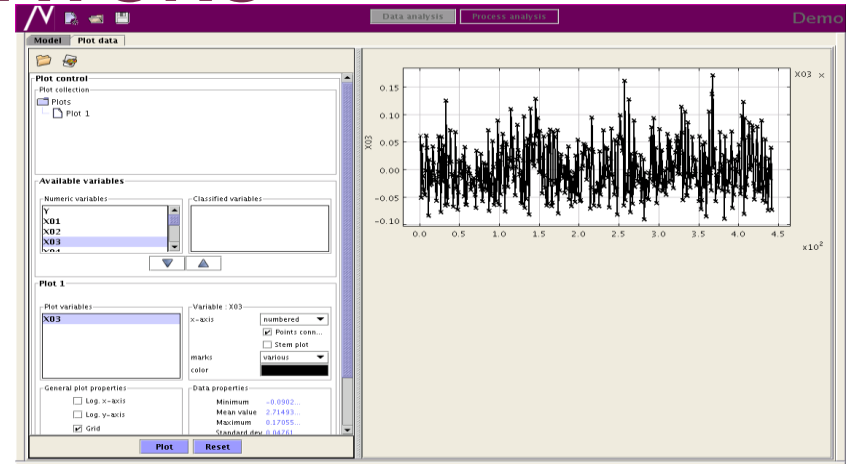 Data analysis Process analysis Demo
Model Plot data
Plot control
Plot collection
Plots
Plot 1
Available variables
Numeric variables Classified variables
Y
X01
X02
X03
X04
Plot 1
Plot variables Variable : X03
X03
x-axis numbered
Points conn...
Stem plot
marks various
color
General plot properties Data properties
Log. x-axis Minimum -0.0902...
Log. y-axis Mean value 2.71493...
Grid Maximum 0.17055...
Standard dev 0.04761
Plot Reset
X03 ×
0.15
0.10
0.05
0.00
-0.05
-0.10
X03
0.0 0.5 1.0 1.5 2.0 2.5 3.0 3.5 4.0 4.5
x10²